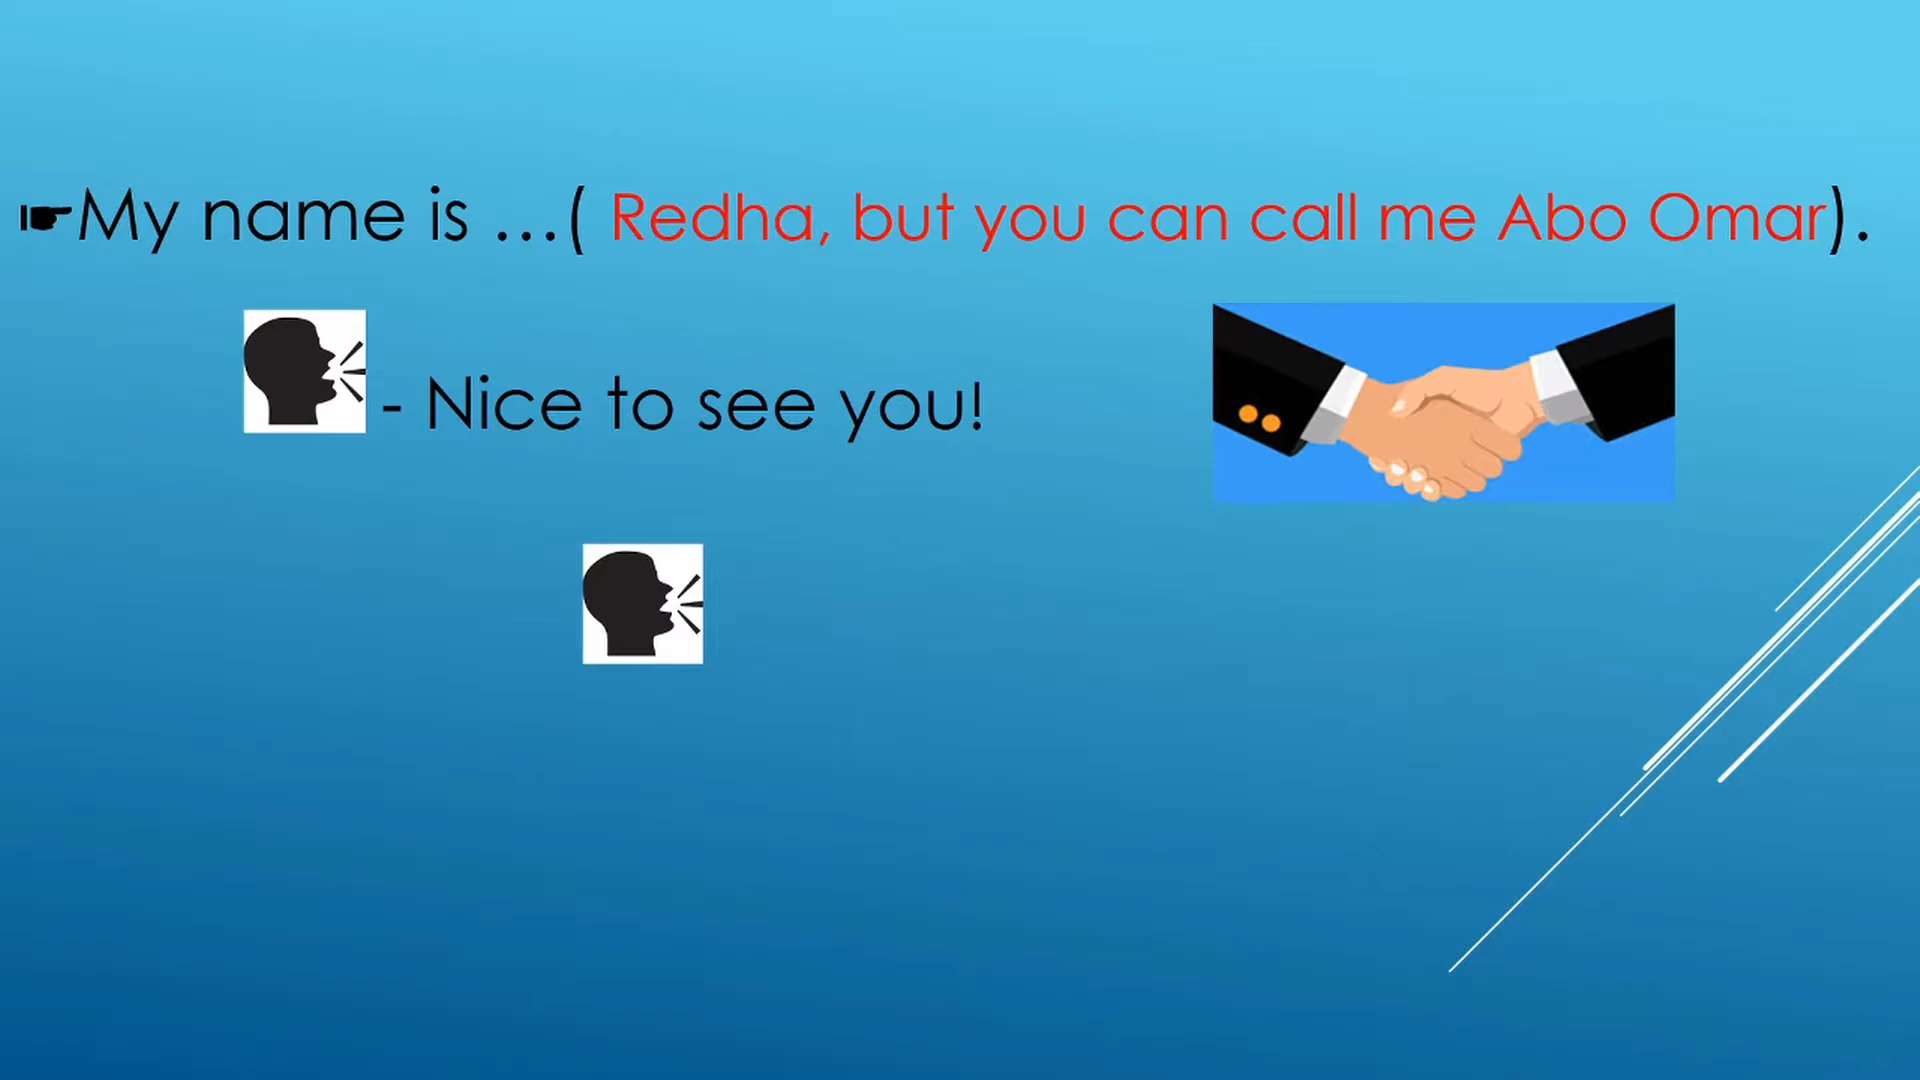 ☛My name is …( Redha, but you can call me Abo Omar).
- Nice to see you!